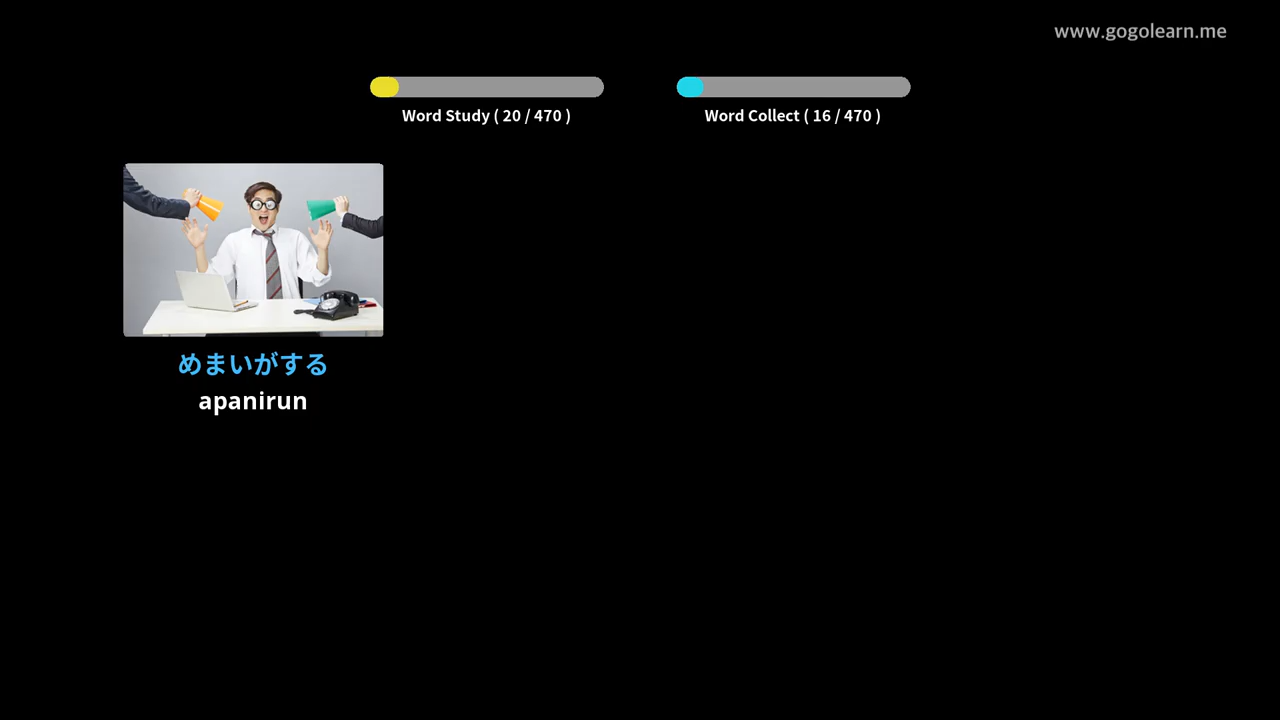 www.gogolearn.me
Word Study ( 20 / 470 )
Word Collect ( 16 / 470 )
めまいがする
apanirun